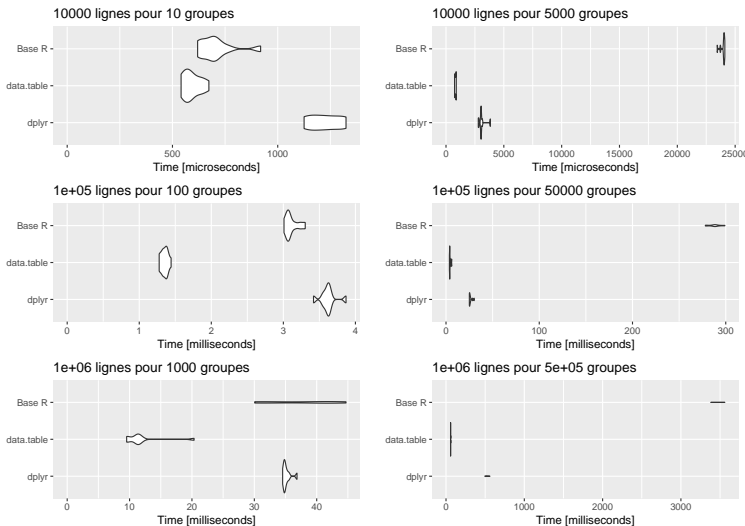 10000 lignes pour 10 groupes
Base R
data.table
dplyr
0 500 1000
Time [microseconds]
10000 lignes pour 5000 groupes
Base R
data.table
dplyr
0 5000 10000 15000 20000 25000
Time [microseconds]
1e+05 lignes pour 100 groupes
Base R
data.table
dplyr
0 1 2 3 4
Time [milliseconds]
1e+05 lignes pour 50000 groupes
Base R
data.table
dplyr
0 100 200 300
Time [milliseconds]
1e+06 lignes pour 1000 groupes
Base R
data.table
dplyr
0 10 20 30 40
Time [milliseconds]
1e+06 lignes pour 5e+05 groupes
Base R
data.table
dplyr
0 1000 2000 3000
Time [milliseconds]